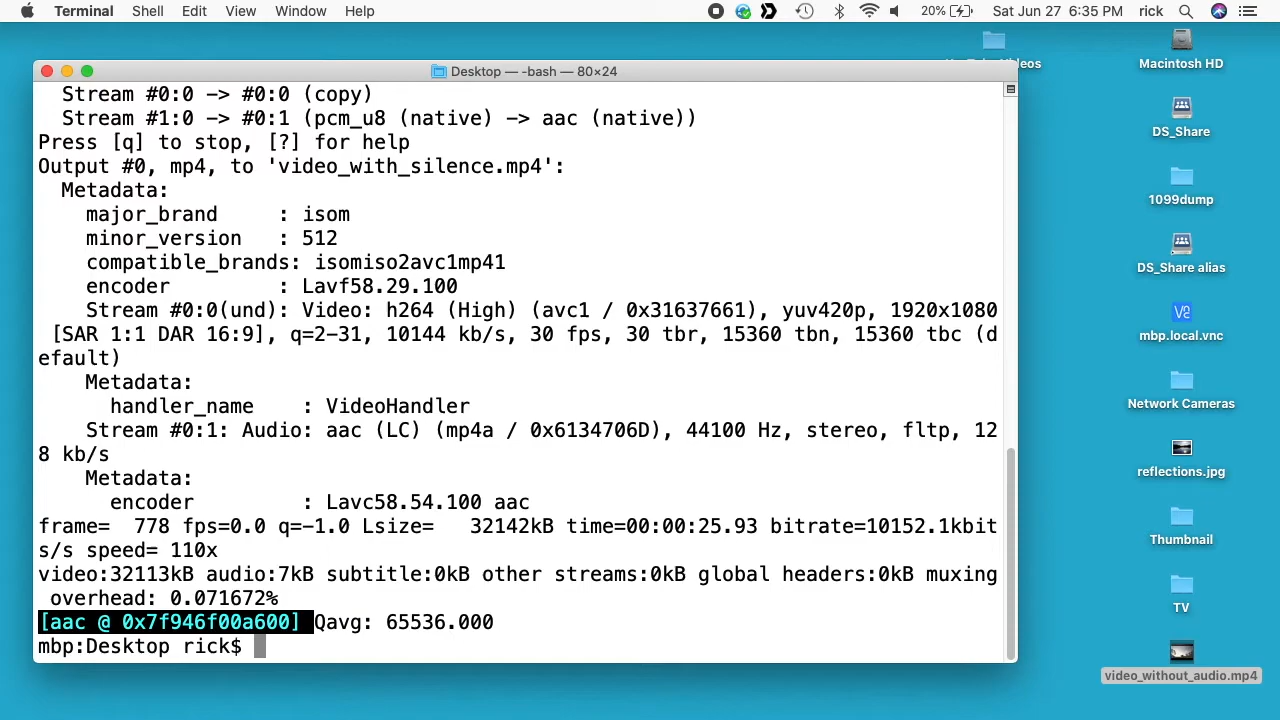 Terminal Shell Edit View Window Help 20% Sat Jun 27 6:35 PM rick
Desktop — -bash — 80×24
Stream #0:0 -> #0:0 (copy)
Stream #1:0 -> #0:1 (pcm_u8 (native) -> aac (native))
Press [q] to stop, [?] for help
Output #0, mp4, to 'video_with_silence.mp4':
Metadata:
major_brand : isom
minor_version : 512
compatible_brands: isomiso2avc1mp41
encoder : Lavf58.29.100
Stream #0:0(und): Video: h264 (High) (avc1 / 0x31637661), yuv420p, 1920x1080
[SAR 1:1 DAR 16:9], q=2-31, 10144 kb/s, 30 fps, 30 tbr, 15360 tbn, 15360 tbc (d
efault)
Metadata:
handler_name : VideoHandler
Stream #0:1: Audio: aac (LC) (mp4a / 0x6134706D), 44100 Hz, stereo, fltp, 12
8 kb/s
Metadata:
encoder : Lavc58.54.100 aac
frame= 778 fps=0.0 q=-1.0 Lsize= 32142kB time=00:00:25.93 bitrate=10152.1kbit
s/s speed= 110x
video:32113kB audio:7kB subtitle:0kB other streams:0kB global headers:0kB muxing
overhead: 0.071672%
[aac @ 0x7f946f00a600] Qavg: 65536.000
mbp:Desktop rick$
Macintosh HD
DS_Share
1099dump
DS_Share alias
V2
mbp.local.vnc
Network Cameras
reflections.jpg
Thumbnail
TV
video_without_audio.mp4